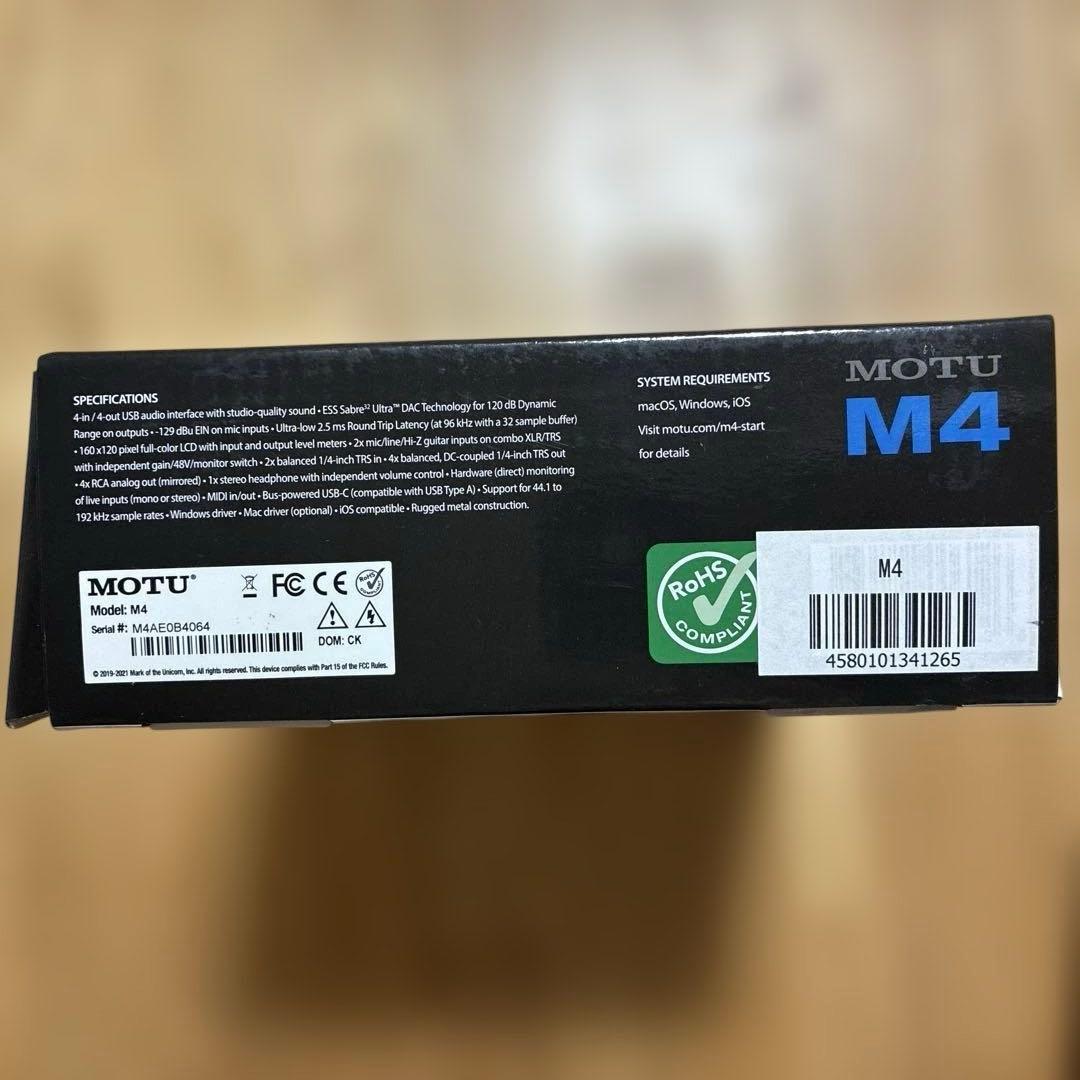 SPECIFICATIONS
4-in / 4-out USB audio interface with studio-quality sound • ESS Sabre³² Ultra™ DAC Technology for 120 dB Dynamic
Range on outputs • -129 dBu EIN on mic inputs • Ultra-low 2.5 ms Round Trip Latency (at 96 kHz with a 32 sample buffer)
• 160 x120 pixel full-color LCD with input and output level meters • 2x mic/line/Hi-Z guitar inputs on combo XLR/TRS
with independent gain/48V/monitor switch • 2x balanced 1/4-inch TRS in • 4x balanced, DC-coupled 1/4-inch TRS out
• 4x RCA analog out (mirrored) • 1x stereo headphone with independent volume control • Hardware (direct) monitoring
of live inputs (mono or stereo) • MIDI in/out • Bus-powered USB-C (compatible with USB Type A) • Support for 44.1 to
192 kHz sample rates • Windows driver • Mac driver (optional) • iOS compatible • Rugged metal construction.
SYSTEM REQUIREMENTS
macOS, Windows, iOS
Visit motu.com/m4-start
for details
MOTU
M4
MOTU®
FC CE
RoHS
COMPLIANT
Model: M4
Serial #: M4AE0B4064
DOM: CK
© 2019-2021 Mark of the Unicorn, Inc. All rights reserved. This device complies with Part 15 of the FCC Rules.
RoHS
COMPLIANT
M4
4580101341265